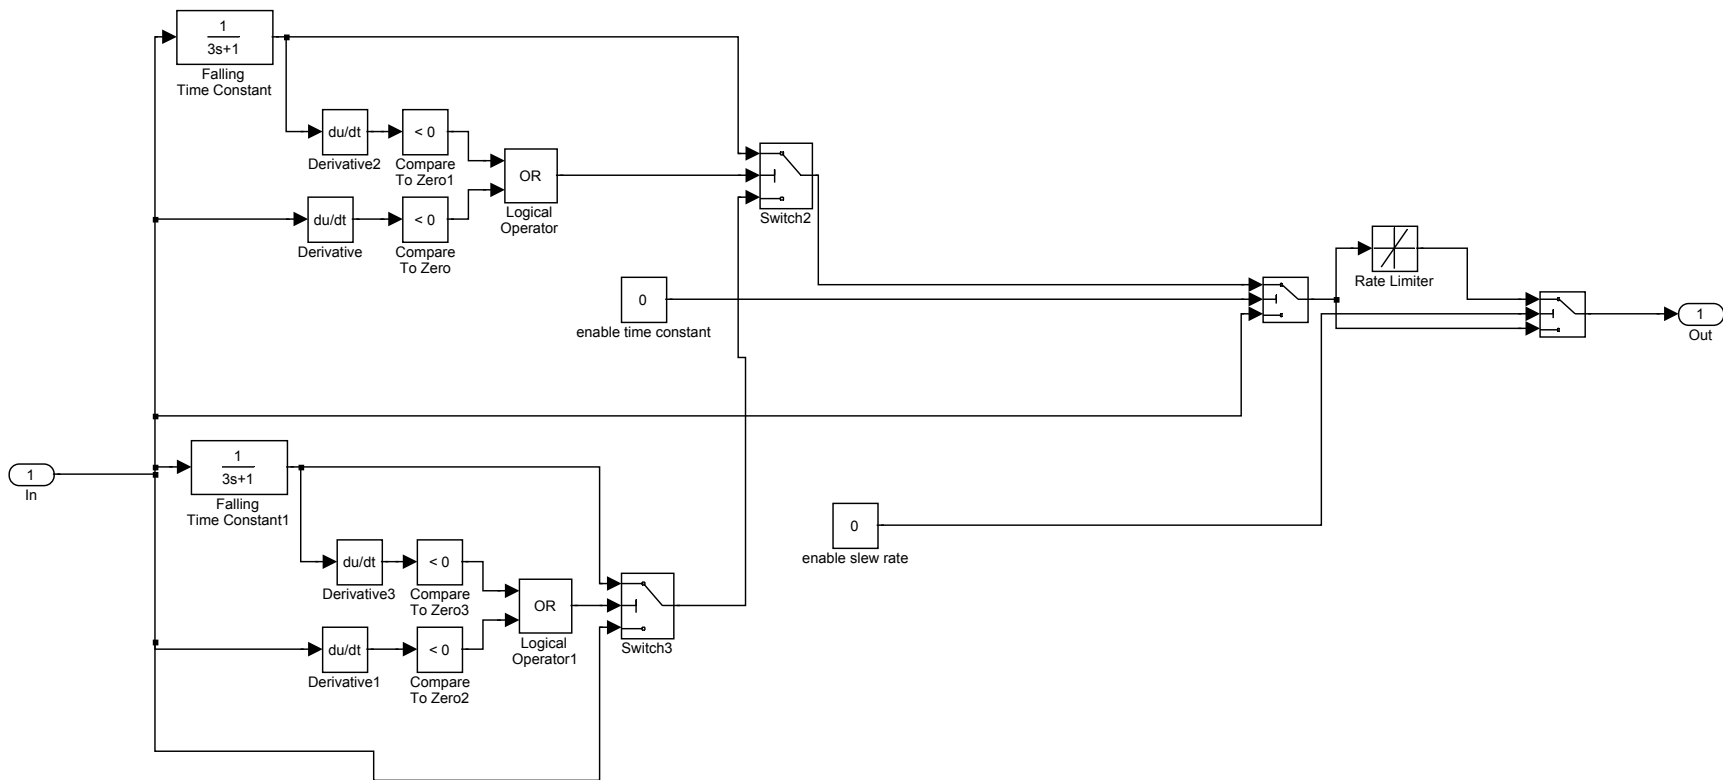 1
3s+1
Falling
Time Constant
du/dt
Derivative2
< 0
Compare
To Zero1
OR
Logical
Operator
du/dt
Derivative
< 0
Compare
To Zero
Switch2
0
enable time constant
Rate Limiter
1
Out
1
In
1
3s+1
Falling
Time Constant1
0
enable slew rate
du/dt
Derivative3
< 0
Compare
To Zero3
OR
Logical
Operator1
Switch3
du/dt
Derivative1
< 0
Compare
To Zero2